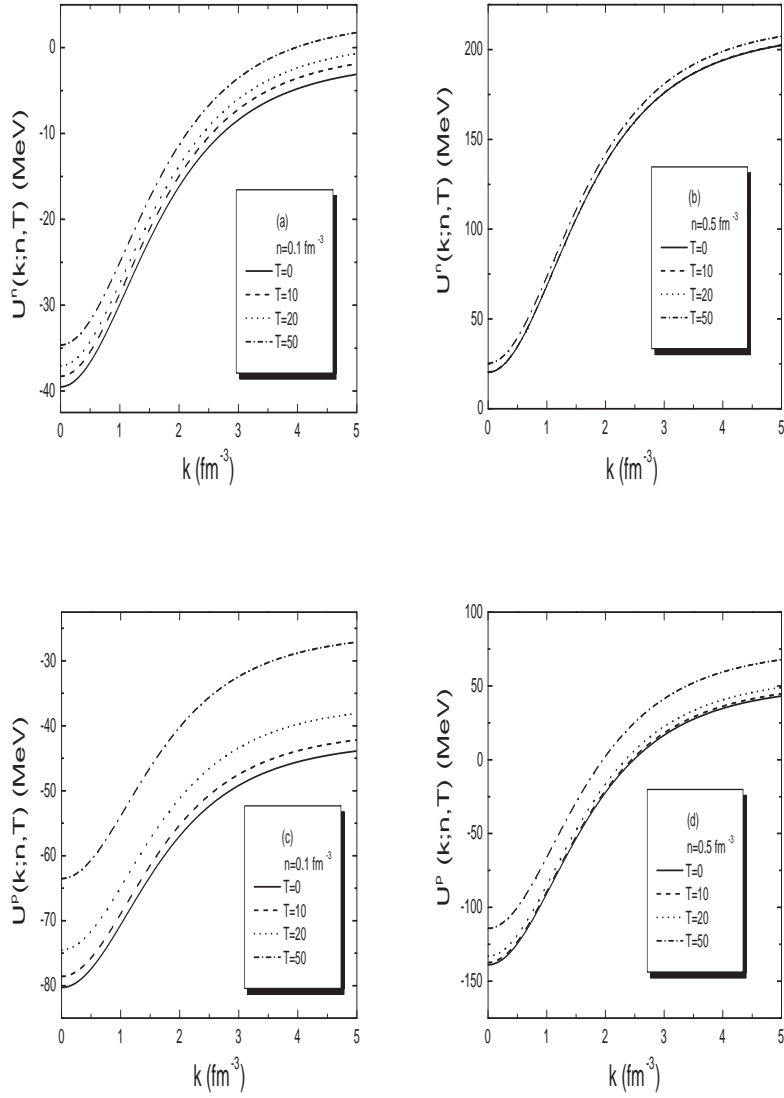 0
-10
-20
-30
-40
0 1 2 3 4 5
U^n(k;n,T) (MeV)
k (fm^-3)
(a)
n=0.1 fm^-3
T=0
T=10
T=20
T=50
200
150
100
50
0
0 1 2 3 4 5
U^n(k;n,T) (MeV)
k (fm^-3)
(b)
n=0.5 fm^-3
T=0
T=10
T=20
T=50
-30
-40
-50
-60
-70
-80
0 1 2 3 4 5
U^p(k;n,T) (MeV)
k (fm^-3)
(c)
n=0.1 fm^-3
T=0
T=10
T=20
T=50
100
50
0
-50
-100
-150
0 1 2 3 4 5
U^p (k;n,T) (MeV)
k (fm^-3)
(d)
n=0.5 fm^-3
T=0
T=10
T=20
T=50